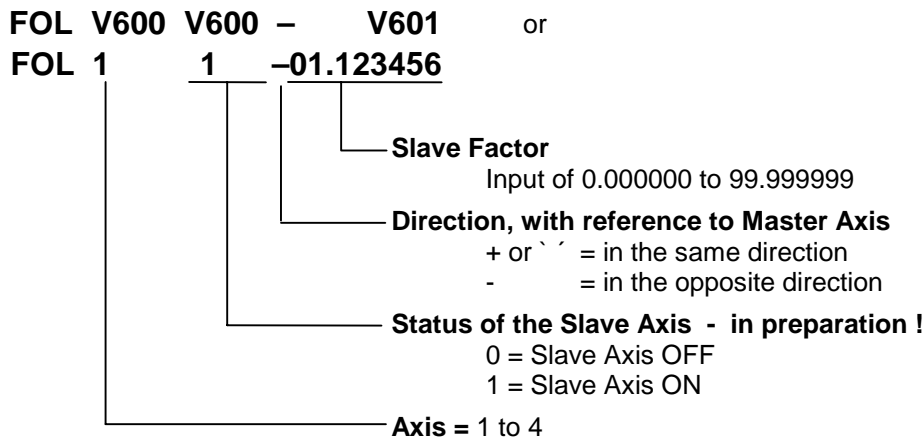 FOL V600 V600 – V601 or
FOL 1 1 –01.123456
Slave Factor
Input of 0.000000 to 99.999999
Direction, with reference to Master Axis
+ or ` ´ = in the same direction
- = in the opposite direction
Status of the Slave Axis - in preparation !
0 = Slave Axis OFF
1 = Slave Axis ON
Axis = 1 to 4